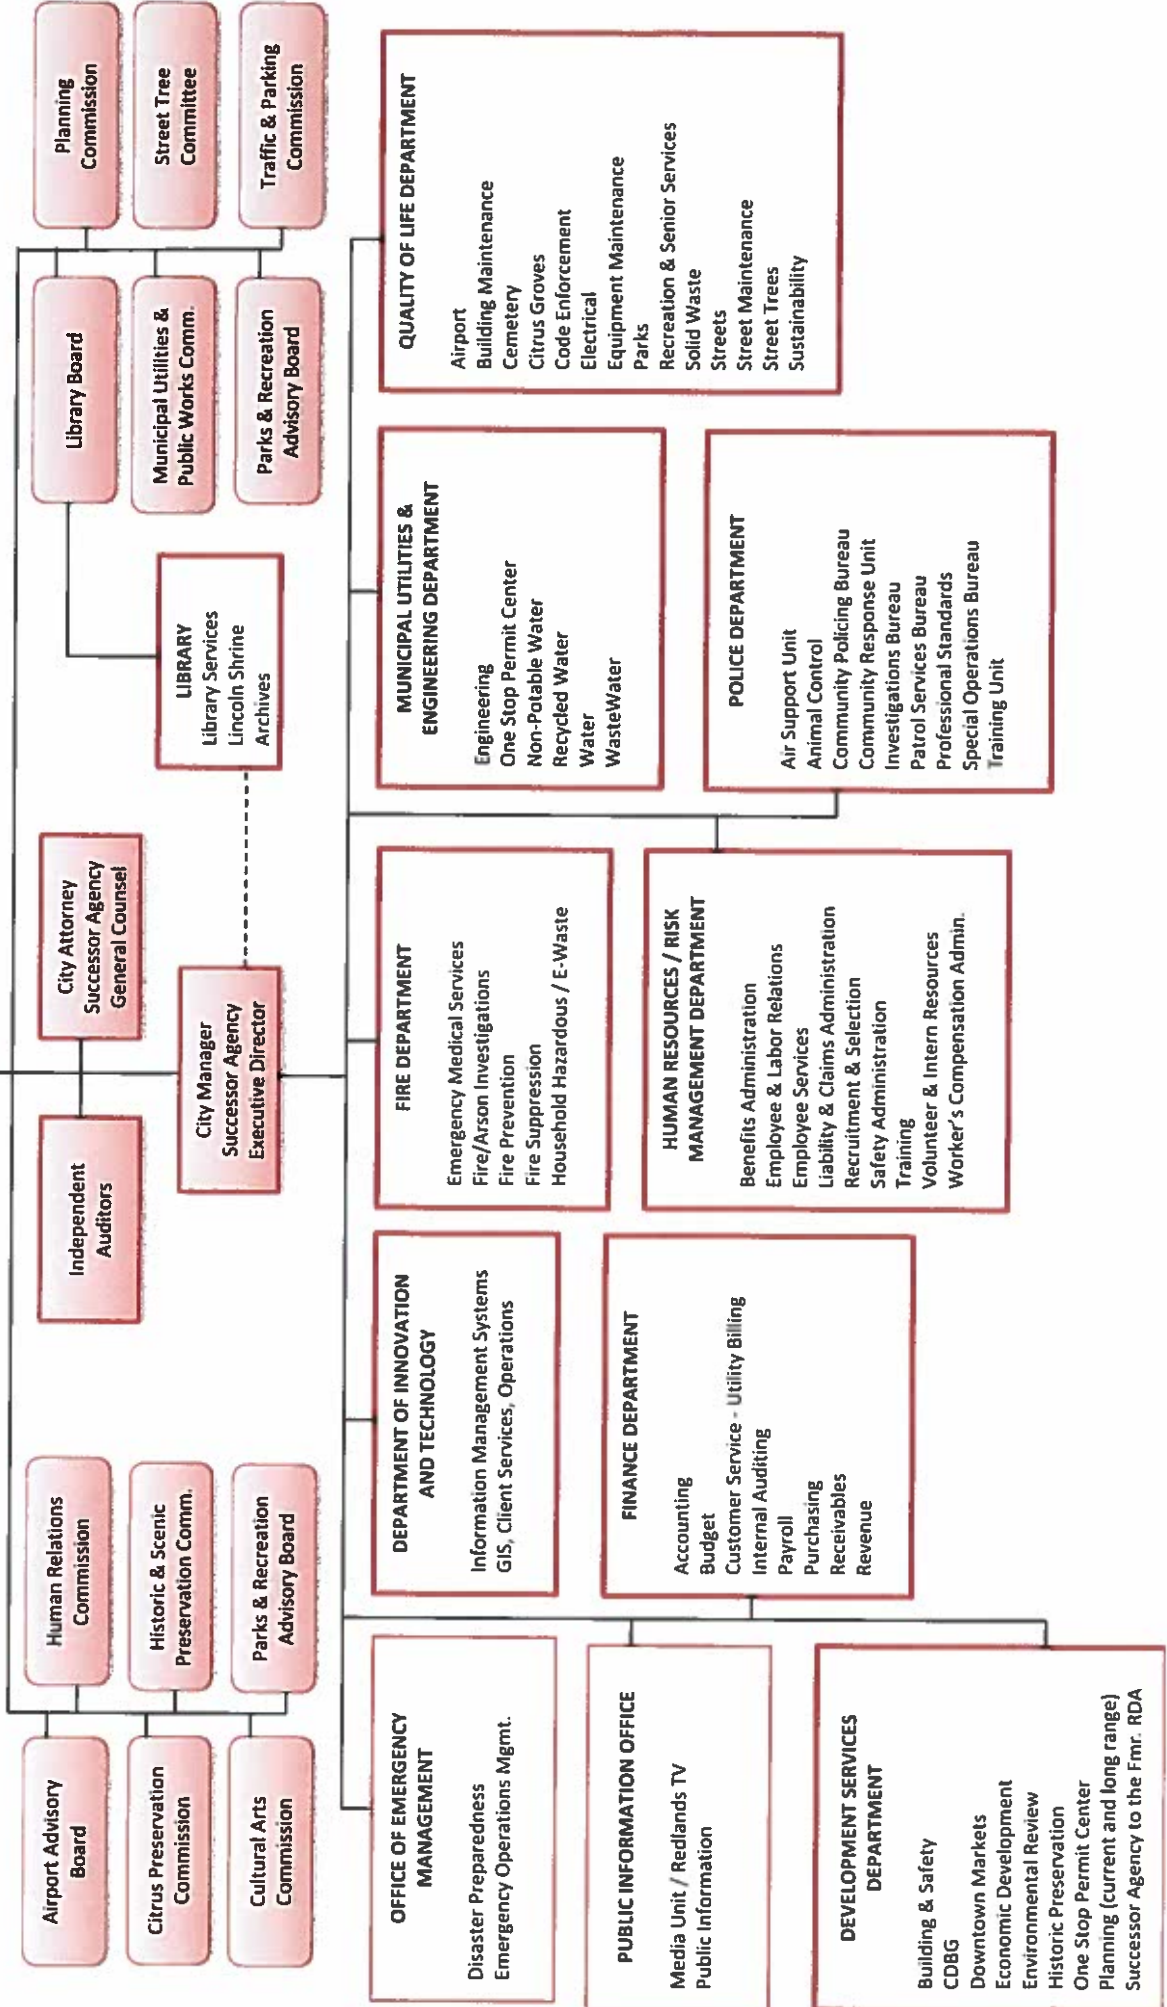 Airport Advisory
Board
Human Relations
Commission
Citrus Preservation
Commission
Historic & Scenic
Preservation Comm.
Cultural Arts
Commission
Parks & Recreation
Advisory Board
Independent
Auditors
City Attorney
Successor Agency
General Counsel
City Manager
Successor Agency
Executive Director
LIBRARY
Library Services
Lincoln Shrine
Archives
Library Board
Planning
Commission
Municipal Utilities &
Public Works Comm.
Street Tree
Committee
Parks & Recreation
Advisory Board
Traffic & Parking
Commission
OFFICE OF EMERGENCY
MANAGEMENT
Disaster Preparedness
Emergency Operations Mgmt.
DEPARTMENT OF INNOVATION
AND TECHNOLOGY
Information Management Systems
GIS, Client Services, Operations
FIRE DEPARTMENT
Emergency Medical Services
Fire/Arson Investigations
Fire Prevention
Fire Suppression
Household Hazardous / E-Waste
MUNICIPAL UTILITIES &
ENGINEERING DEPARTMENT
Engineering
One Stop Permit Center
Non-Potable Water
Recycled Water
Water
WasteWater
QUALITY OF LIFE DEPARTMENT
Airport
Building Maintenance
Cemetery
Citrus Groves
Code Enforcement
Electrical
Equipment Maintenance
Parks
Recreation & Senior Services
Solid Waste
Streets
Street Maintenance
Street Trees
Sustainability
PUBLIC INFORMATION OFFICE
Media Unit / Redlands TV
Public Information
FINANCE DEPARTMENT
Accounting
Budget
Customer Service - Utility Billing
Internal Auditing
Payroll
Purchasing
Receivables
Revenue
HUMAN RESOURCES / RISK
MANAGEMENT DEPARTMENT
Benefits Administration
Employee & Labor Relations
Employee Services
Liability & Claims Administration
Recruitment & Selection
Safety Administration
Training
Volunteer & Intern Resources
Worker's Compensation Admin.
POLICE DEPARTMENT
Air Support Unit
Animal Control
Community Policing Bureau
Community Response Unit
Investigations Bureau
Patrol Services Bureau
Professional Standards
Special Operations Bureau
Training Unit
DEVELOPMENT SERVICES
DEPARTMENT
Building & Safety
CDBG
Downtown Markets
Economic Development
Environmental Review
Historic Preservation
One Stop Permit Center
Planning (current and long range)
Successor Agency to the Fmr. RDA